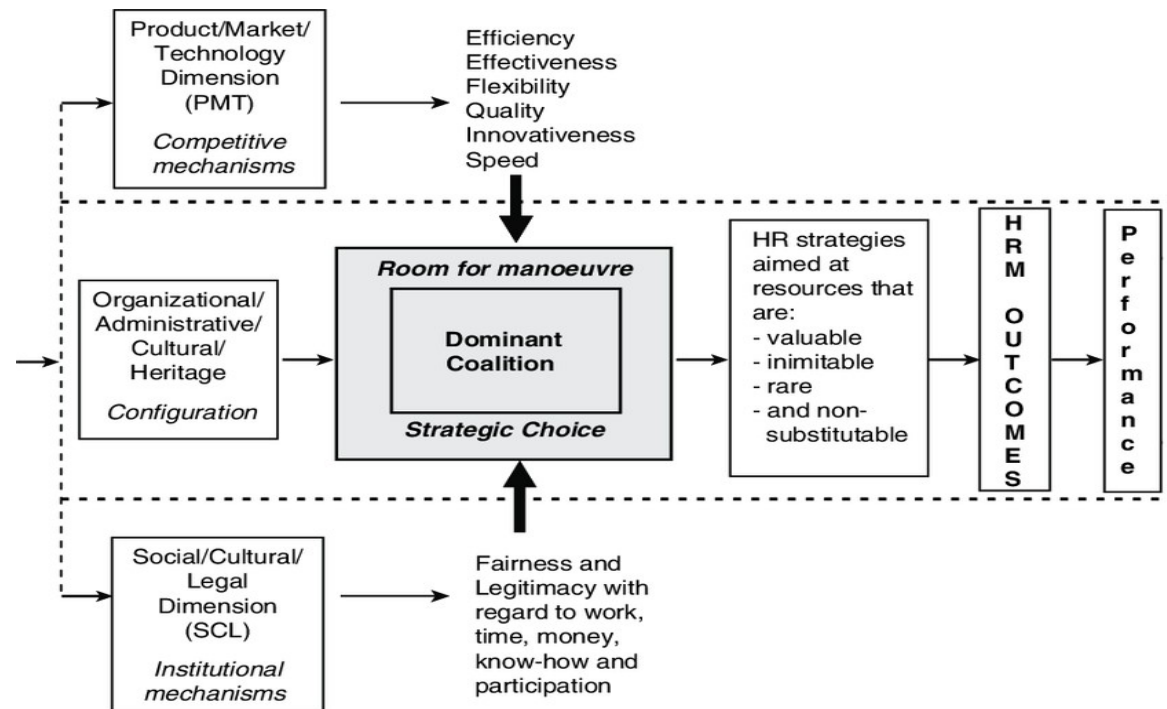 Product/Market/
Technology
Dimension
(PMT)
Competitive
mechanisms
Efficiency
Effectiveness
Flexibility
Quality
Innovativeness
Speed
Organizational/
Administrative/
Cultural/
Heritage
Configuration
Room for manoeuvre
Dominant
Coalition
Strategic Choice
HR strategies
aimed at
resources that
are:
- valuable
- inimitable
- rare
- and non-
substitutable
HRM OUTCOMES
Performance
Social/Cultural/
Legal
Dimension
(SCL)
Institutional
mechanisms
Fairness and
Legitimacy with
regard to work,
time, money,
know-how and
participation